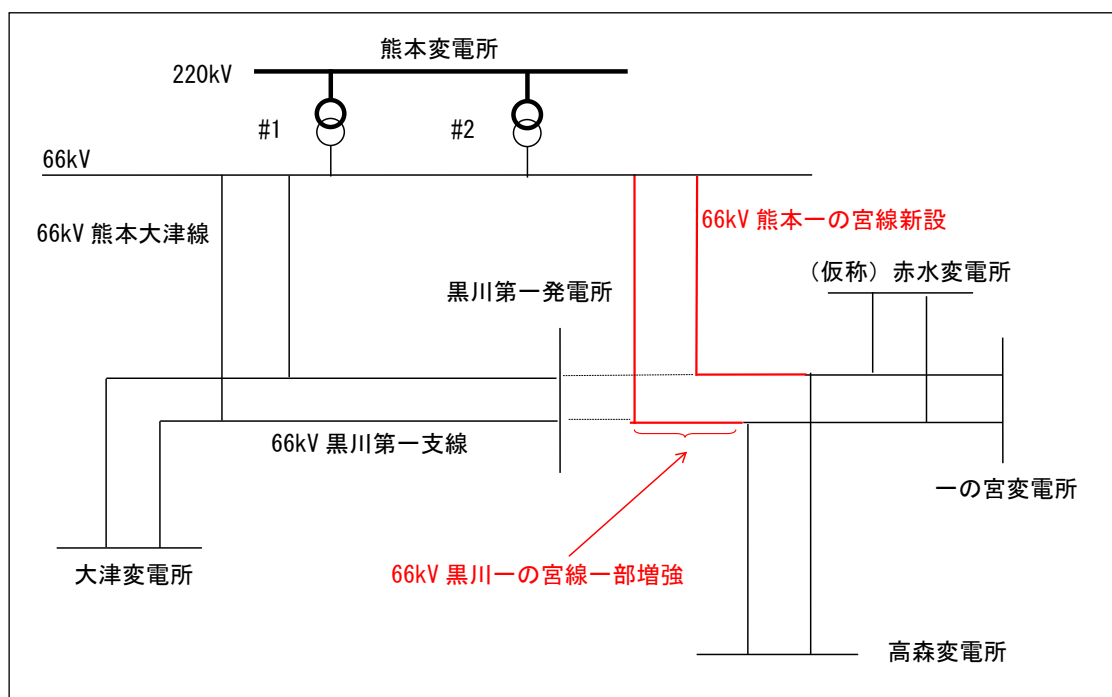 熊本変電所
220kV
#1
#2
66kV
66kV 熊本大津線
66kV 熊本一の宮線新設
(仮称)赤水変電所
黒川第一発電所
66kV 黒川第一支線
一の宮変電所
大津変電所
66kV 黒川一の宮線一部増強
高森変電所